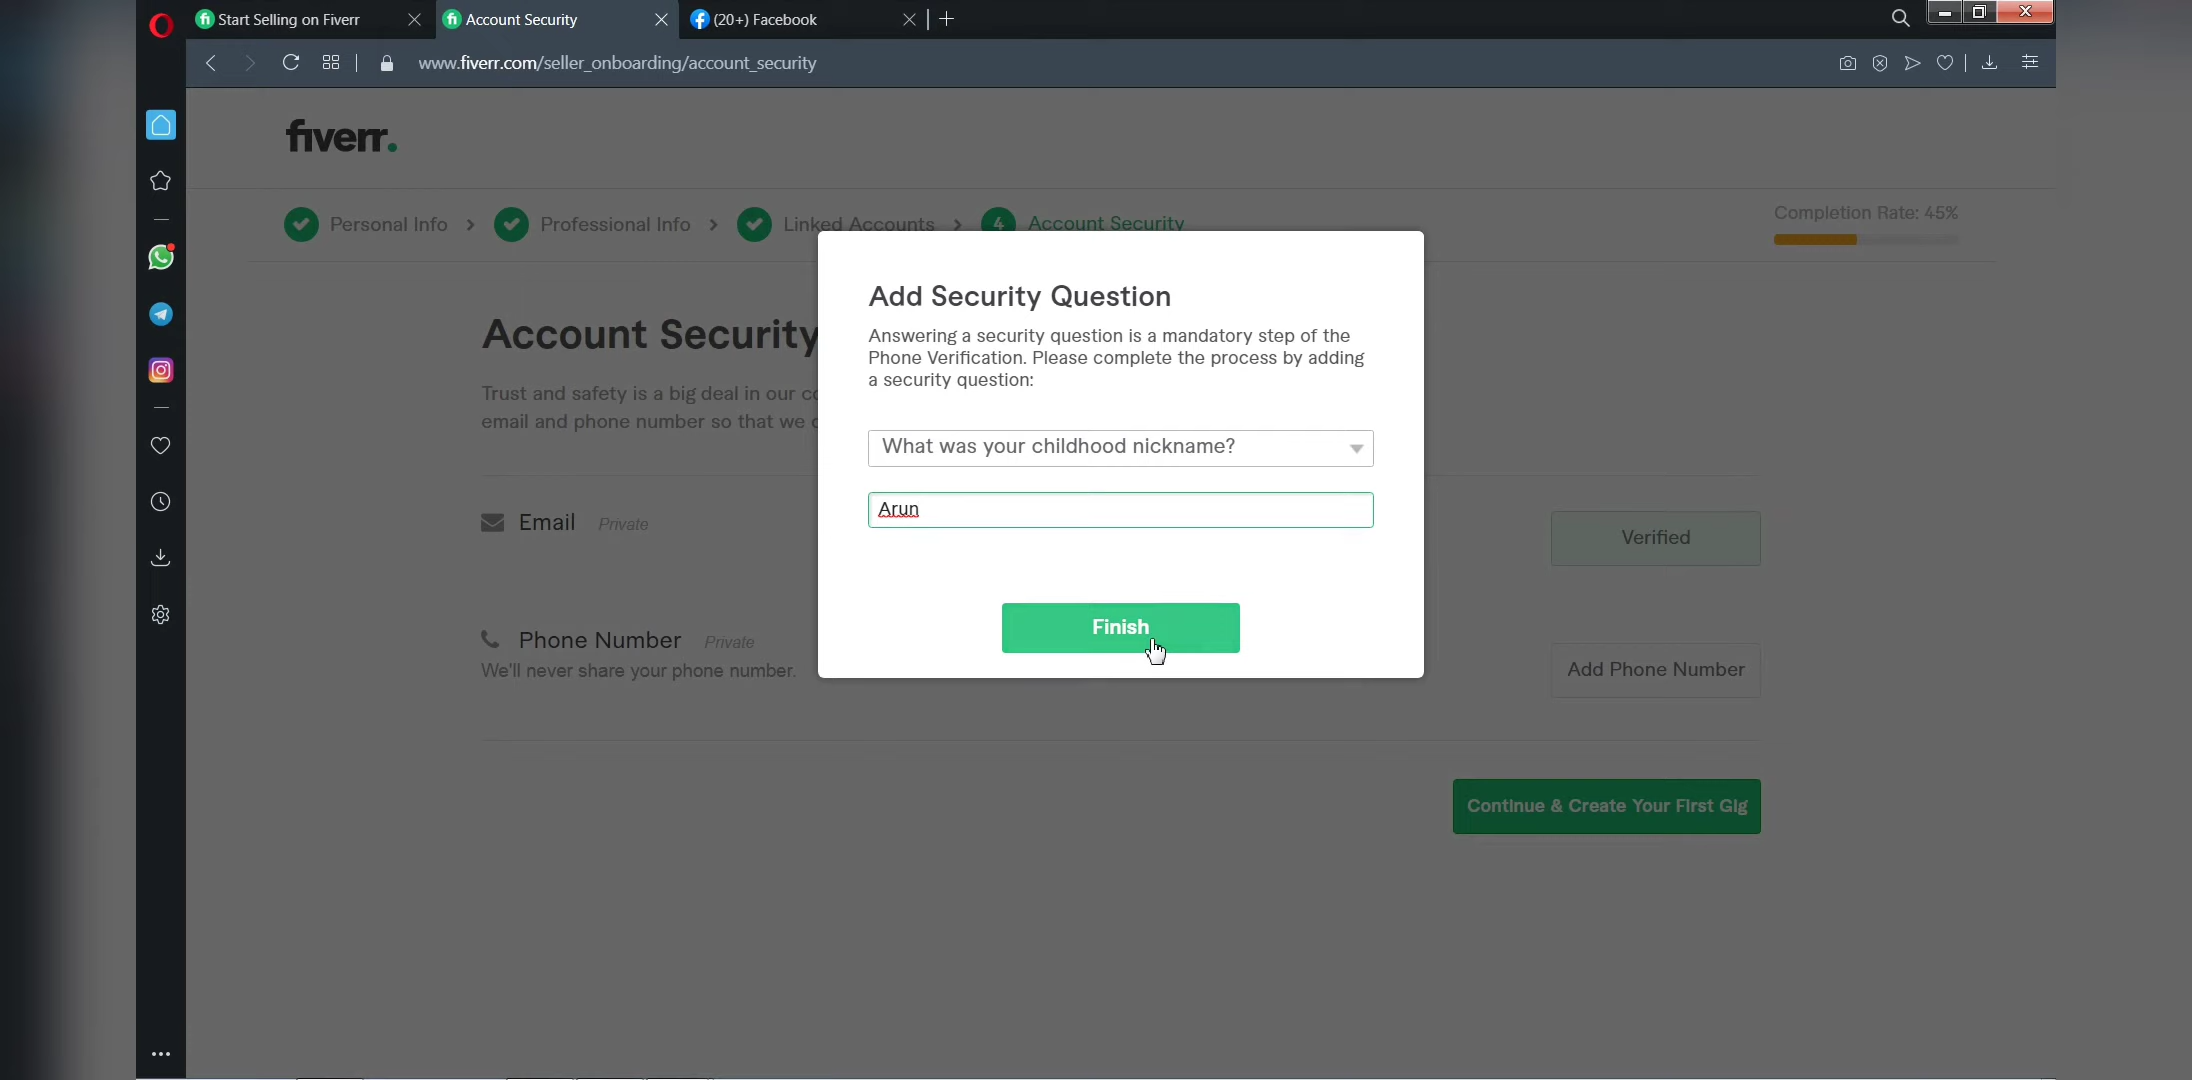 Start Selling on Fiverr
Account Security
(20+) Facebook
www.fiverr.com/seller_onboarding/account_security
fiverr.
Personal Info
Professional Info
Linked Accounts
4
Account Security
Completion Rate: 45%
Account Security
Trust and safety is a big deal in our
email and phone number so that we
Email Private
Verified
Phone Number Private
We'll never share your phone number.
Add Phone Number
Continue & Create Your First Gig
Add Security Question
Answering a security question is a mandatory step of the
Phone Verification. Please complete the process by adding
a security question:
What was your childhood nickname?
Arun
Finish